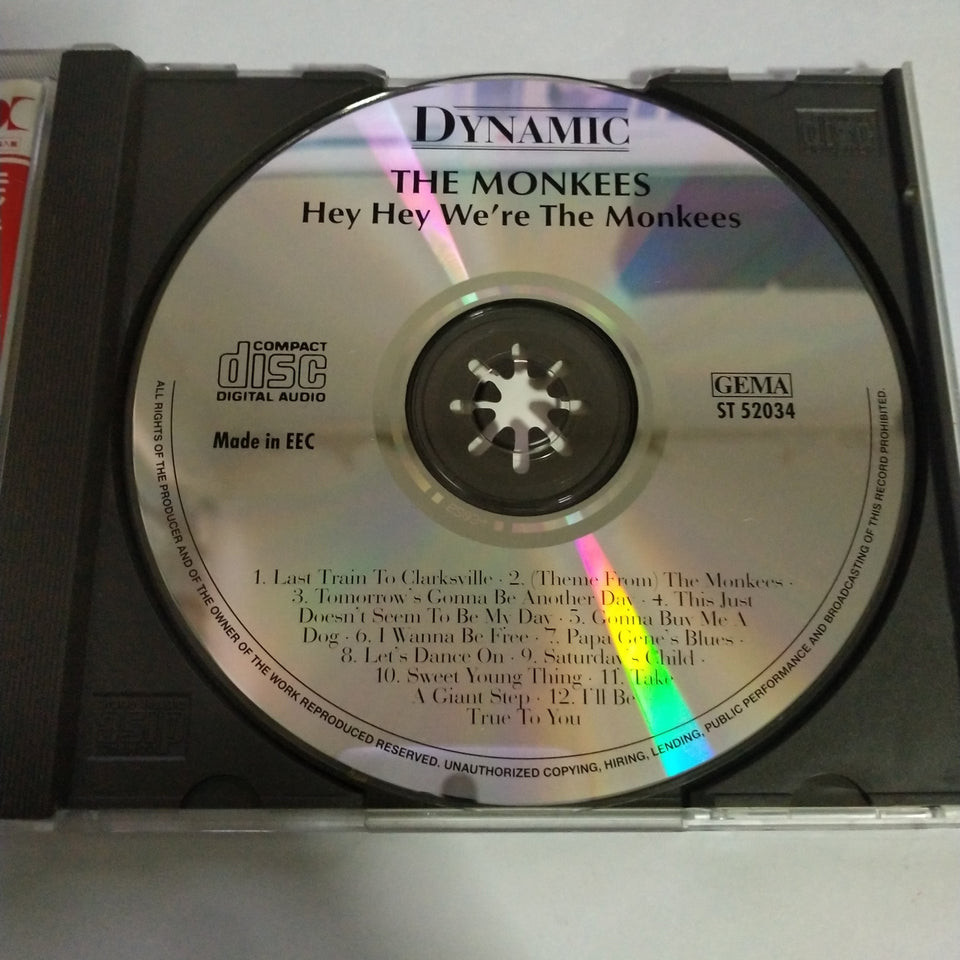 DYNAMIC
THE MONKEES
Hey Hey We're The Monkees
COMPACT
disc
DIGITAL AUDIO
Made in EEC
GEMA
ST 52034
1. Last Train To Clarksville · 2. (Theme From) The Monkees ·
3. Tomorrow's Gonna Be Another Day · 4. This Just
Doesn't Seem To Be My Day · 5. Gonna Buy Me A
Dog · 6. I Wanna Be Free · 7. Papa Gene's Blues ·
8. Let's Dance On · 9. Saturday's Child ·
10. Sweet Young Thing · 11. Take
A Giant Step · 12. I'll Be
True To You
ALL RIGHTS OF THE PRODUCER AND OF THE OWNER OF THE WORK REPRODUCED RESERVED. UNAUTHORIZED COPYING, HIRING, LENDING, PUBLIC PERFORMANCE AND BROADCASTING OF THIS RECORD PROHIBITED.